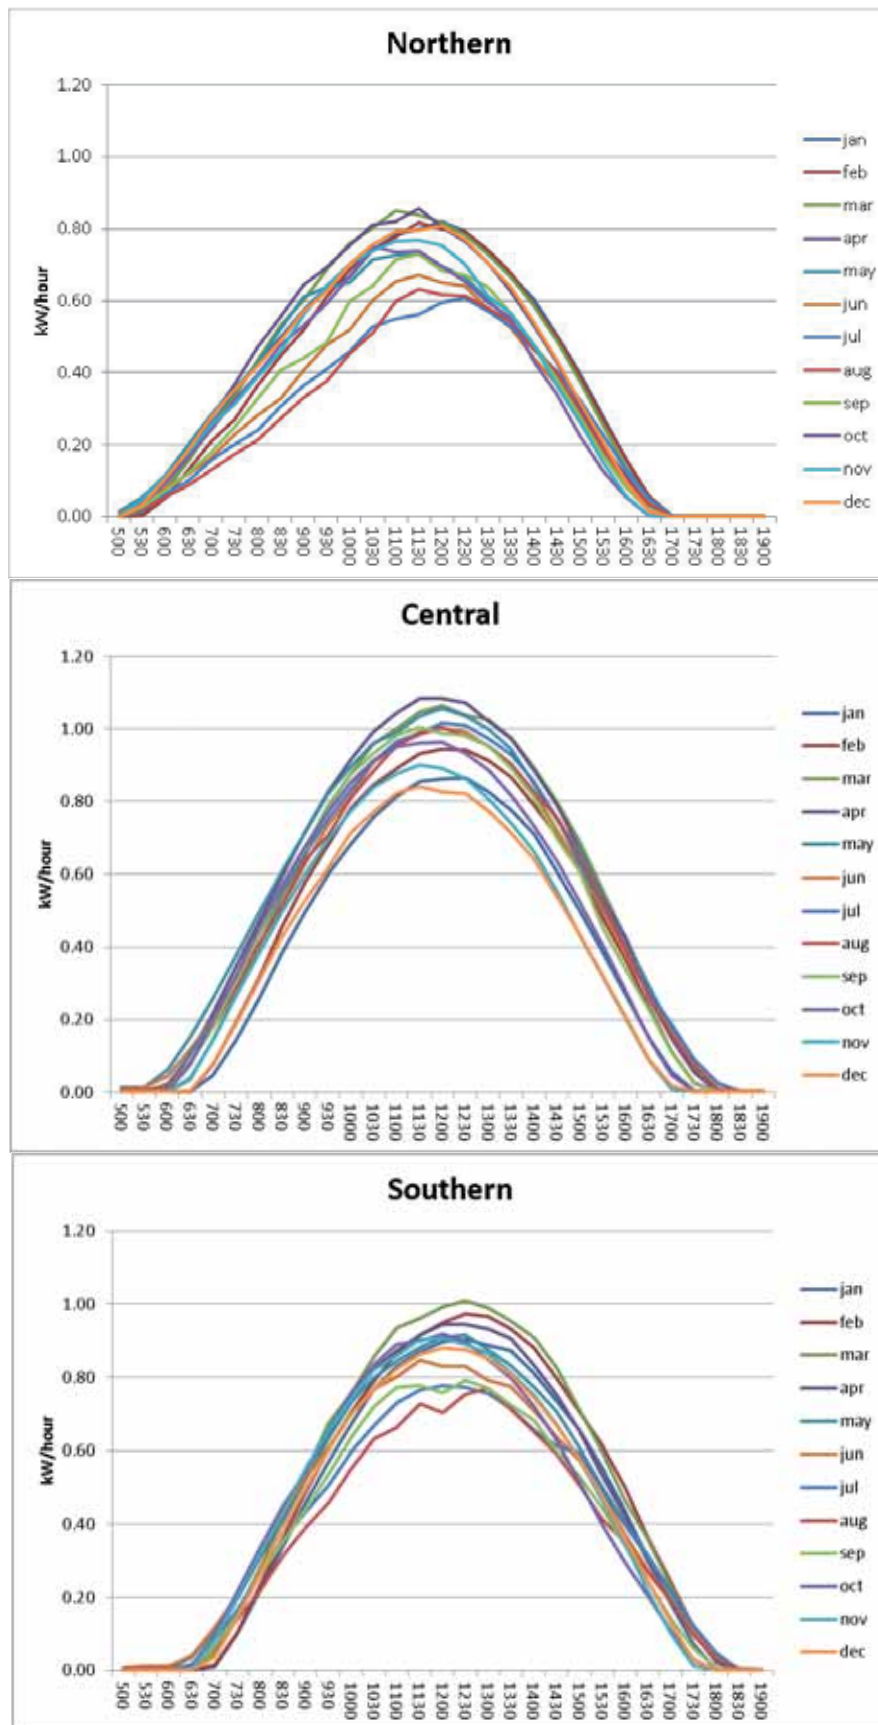 Northern
1.20
1.00
0.80
0.60
0.40
0.20
0.00
kW/hour
500 530 600 630 700 730 800 830 900 930 1000 1030 1100 1130 1200 1230 1300 1330 1400 1430 1500 1530 1600 1630 1700 1730 1800 1830 1900
jan
feb
mar
apr
may
jun
jul
aug
sep
oct
nov
dec
Central
1.20
1.00
0.80
0.60
0.40
0.20
0.00
kW/hour
500 530 600 630 700 730 800 830 900 930 1000 1030 1100 1130 1200 1230 1300 1330 1400 1430 1500 1530 1600 1630 1700 1730 1800 1830 1900
jan
feb
mar
apr
may
jun
jul
aug
sep
oct
nov
dec
Southern
1.20
1.00
0.80
0.60
0.40
0.20
0.00
kW/hour
500 530 600 630 700 730 800 830 900 930 1000 1030 1100 1130 1200 1230 1300 1330 1400 1430 1500 1530 1600 1630 1700 1730 1800 1830 1900
jan
feb
mar
apr
may
jun
jul
aug
sep
oct
nov
dec